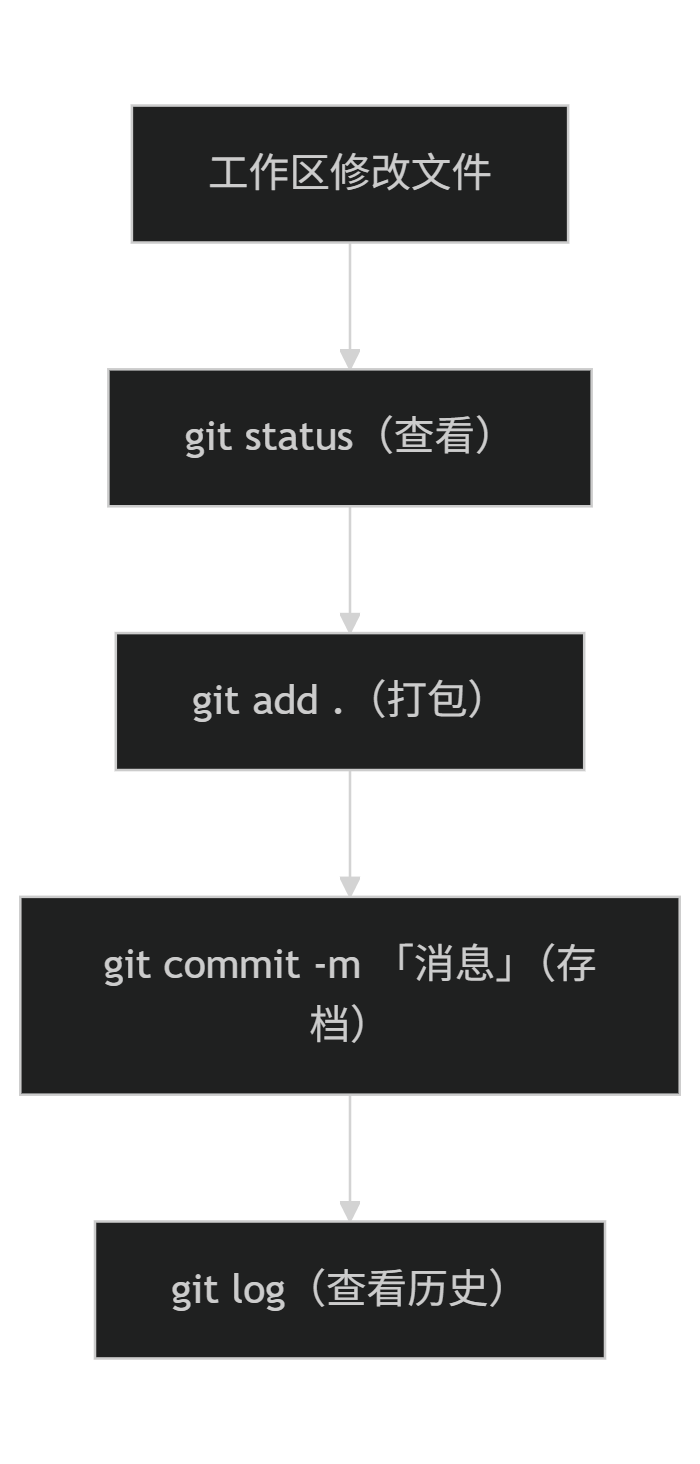 工作区修改文件
git status（查看）
git add .（打包）
git commit -m 「消息」（存
档）
git log（查看历史）